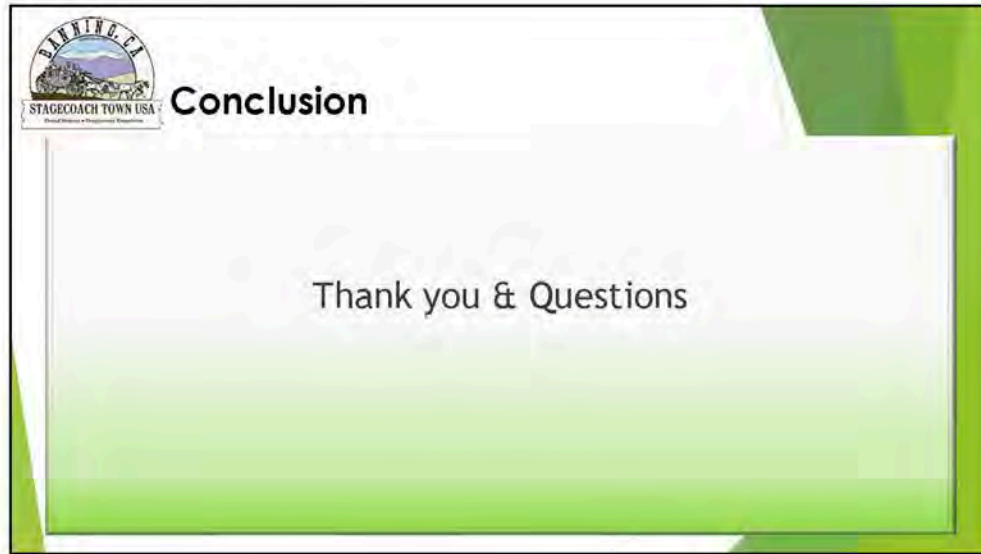 BANNING, CA
STAGECOACH TOWN USA
Conclusion
Thank you & Questions